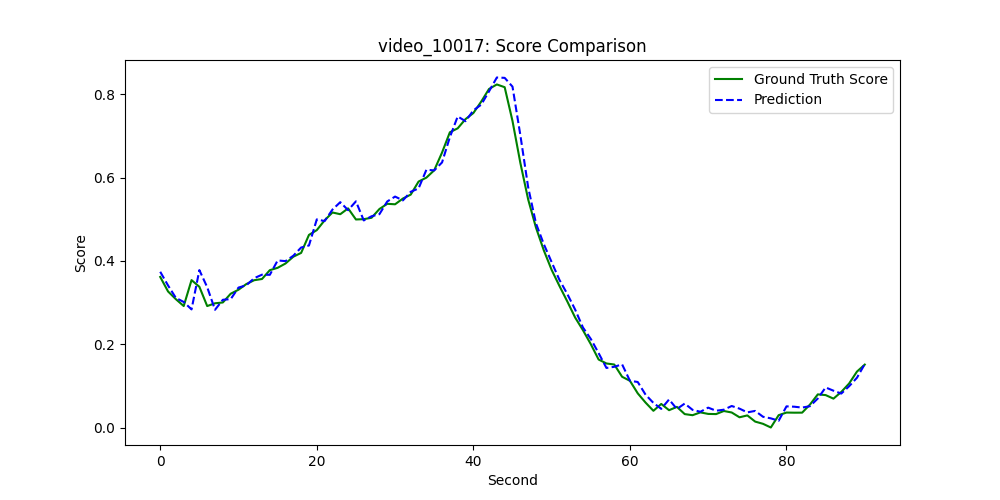 video_10017: Score Comparison
Ground Truth Score
Prediction
Score
0.8
0.6
0.4
0.2
0.0
0 20 40 60 80
Second